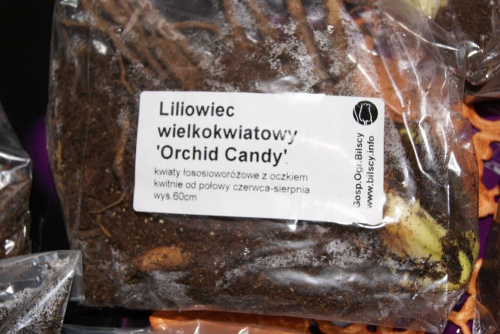 Liliowiec
wielkokwiatowy
'Orchid Candy'
kwiaty łososioworóżowe z oczkiem
kwitnie od połowy czerwca-sierpnia
wys.60cm
Gosp.Ogr.Bilscy
www.bilscy.info